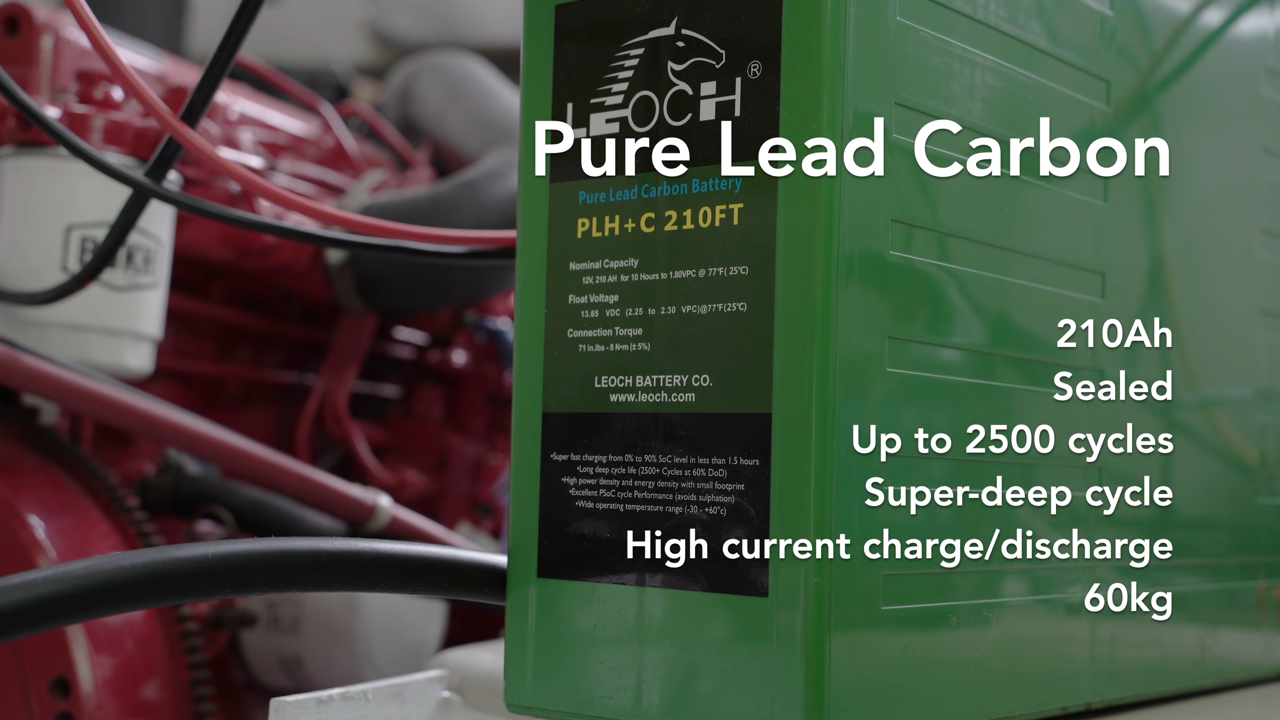 LEOCH ®
Pure Lead Carbon
Pure Lead Carbon Battery
PLH+C 210FT
Nominal Capacity
12V, 210 AH for 10 Hours to 1.80VPC @ 77°F( 25°C)
Float Voltage
13.65 VDC (2.25 to 2.30 VPC)@77°F(25°C)
Connection Torque
71 in.lbs - 8 N•m (± 5%)
LEOCH BATTERY CO.
www.leoch.com
•Super fast charging: from 0% to 90% SoC level in less than 1.5 hours
•Long deep cycle life (2500+ Cycles at 60% DoD)
•High power density and energy density with small footprint
•Excellent PSoC cycle Performance (avoids sulphation)
•Wide operating temperature range (-30 - +60°c)
210Ah
Sealed
Up to 2500 cycles
Super-deep cycle
High current charge/discharge
60kg